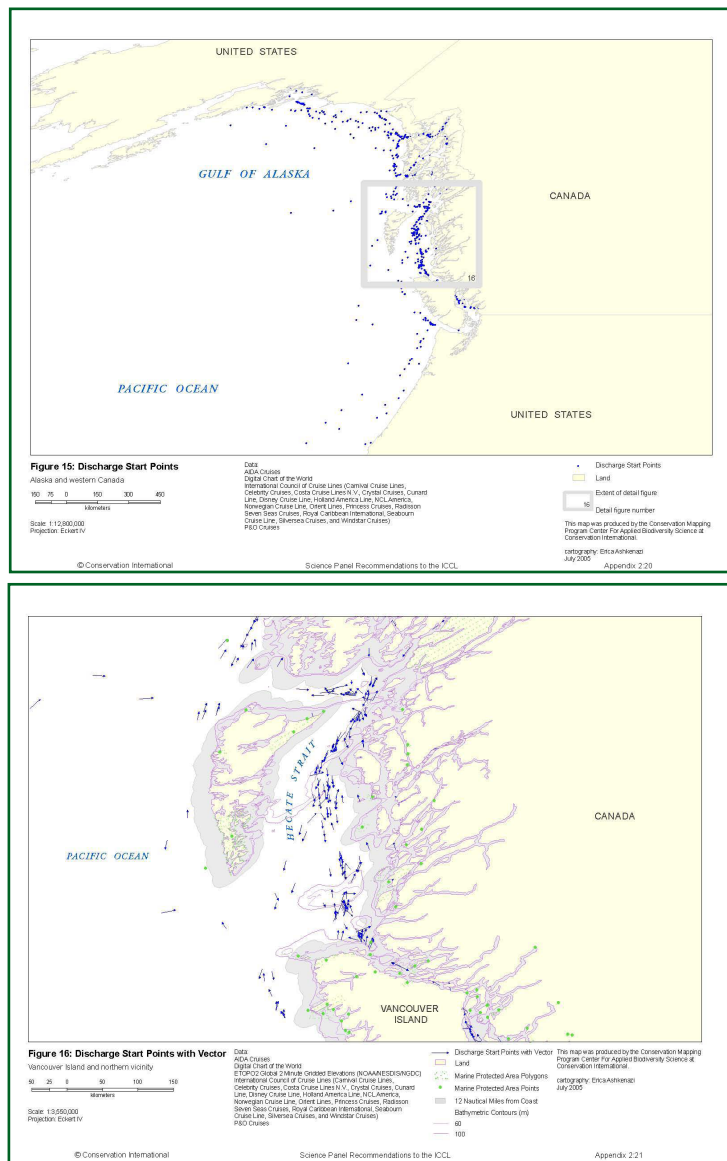 UNITED STATES
GULF OF ALASKA
CANADA
16
PACIFIC OCEAN
UNITED STATES
Figure 15: Discharge Start Points
Alaska and western Canada
150 75 0 150 300 450
kilometers
Scale: 1:12,800,000
Projection: Eckert IV
Data:
AIDA Cruises
Digital Chart of the World
International Council of Cruise Lines (Carnival Cruise Lines,
Celebrity Cruises, Costa Cruise Lines N.V., Crystal Cruises, Cunard
Line, Disney Cruise Line, Holland America Line, NCL America,
Norwegian Cruise Line, Orient Lines, Princess Cruises, Radisson
Seven Seas Cruises, Royal Caribbean International, Seabourn
Cruise Line, Silversea Cruises, and Windstar Cruises)
P&O Cruises
Discharge Start Points
Land
Extent of detail figure
16
Detail figure number
This map was produced by the Conservation Mapping
Program Center For Applied Biodiversity Science at
Conservation International.
cartography: Erica Ashkenazi
July 2005
© Conservation International
Science Panel Recommendations to the ICCL
Appendix 2:20
HECATE STRAIT
CANADA
PACIFIC OCEAN
VANCOUVER
ISLAND
Figure 16: Discharge Start Points with Vector
Vancouver Island and northern vicinity
50 25 0 50 100 150
kilometers
Scale: 1:3,550,000
Projection: Eckert IV
Data:
AIDA Cruises
Digital Chart of the World
ETOPO2 Global 2 Minute Gridded Elevations (NOAA/NESDIS/NGDC)
International Council of Cruise Lines (Carnival Cruise Lines,
Celebrity Cruises, Costa Cruise Lines N.V., Crystal Cruises, Cunard
Line, Disney Cruise Line, Holland America Line, NCL America,
Norwegian Cruise Line, Orient Lines, Princess Cruises, Radisson
Seven Seas Cruises, Royal Caribbean International, Seabourn
Cruise Line, Silversea Cruises, and Windstar Cruises)
P&O Cruises
Discharge Start Points with Vector
Land
Marine Protected Area Polygons
Marine Protected Area Points
12 Nautical Miles from Coast
Bathymetric Contours (m)
60
100
This map was produced by the Conservation Mapping
Program Center For Applied Biodiversity Science at
Conservation International.
cartography: Erica Ashkenazi
July 2005
© Conservation International
Science Panel Recommendations to the ICCL
Appendix 2:21